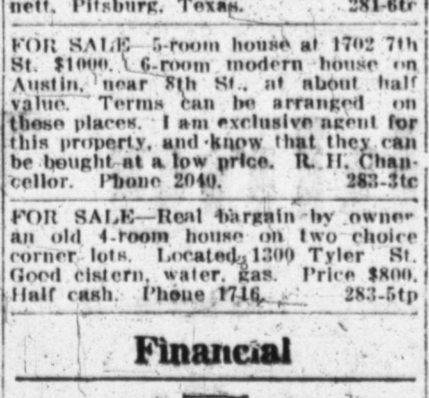 nett, Pitsburg, Texas. 281-6tc
FOR SALE—5-room house at 1702 7th
St. $1000. 6-room modern house on
Austin, near 8th St., at about half
value. Terms can be arranged on
these places. I am exclusive agent for
this property, and know that they can
be bought at a low price. R. H. Chan-
cellor. Phone 2040. 283-3tc
FOR SALE—Real bargain by owner
an old 4-room house on two choice
corner lots. Located 1300 Tyler St.
Good cistern, water, gas. Price $800.
Half cash. Phone 1716. 283-5tp
Financial